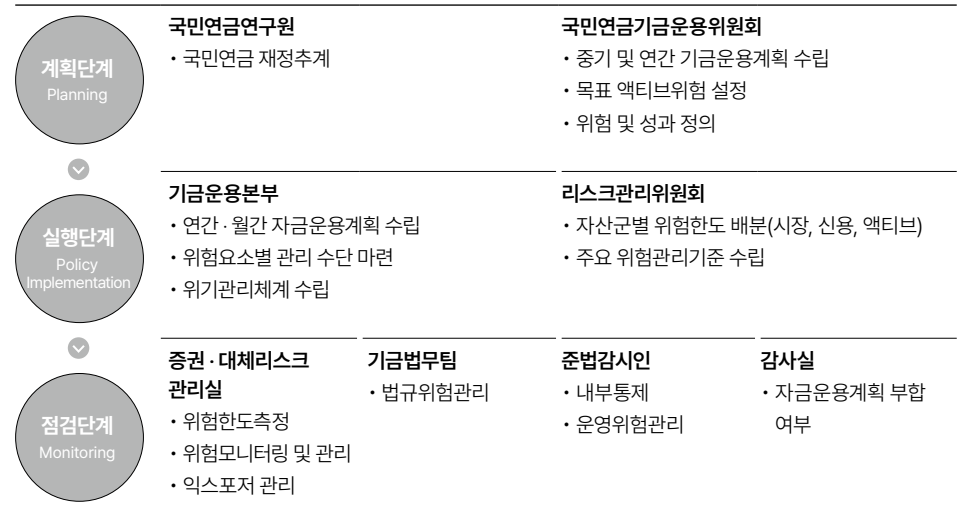 계획단계
Planning
국민연금연구원
• 국민연금 재정추계
국민연금기금운용위원회
• 중기 및 연간 기금운용계획 수립
• 목표 액티브위험 설정
• 위험 및 성과 정의
실행단계
Policy
Implementation
기금운용본부
• 연간 · 월간 자금운용계획 수립
• 위험요소별 관리 수단 마련
• 위기관리체계 수립
리스크관리위원회
• 자산군별 위험한도 배분(시장, 신용, 액티브)
• 주요 위험관리기준 수립
점검단계
Monitoring
증권 · 대체리스크
관리실
• 위험한도측정
• 위험모니터링 및 관리
• 익스포저 관리
기금법무팀
• 법규위험관리
준법감시인
• 내부통제
• 운영위험관리
감사실
• 자금운용계획 부합
여부